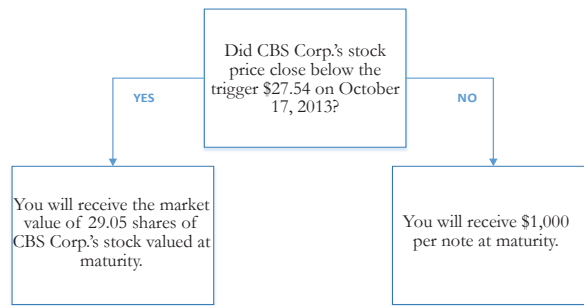 Did CBS Corp.'s stock
price close below the
trigger $27.54 on October
17, 2013?
YES
NO
You will receive the market
value of 29.05 shares of
CBS Corp.'s stock valued at
maturity.
You will receive $1,000
per note at maturity.